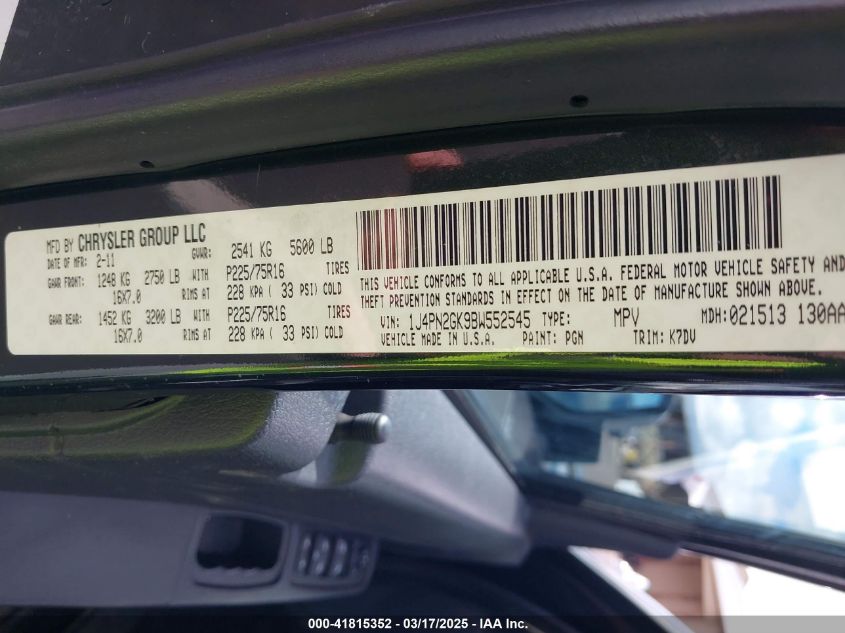 MFD BY CHRYSLER GROUP LLC
DATE OF MFR: 2-11 GVWR: 2541 KG 5600 LB
GAWR FRONT: 1248 KG 2750 LB WITH P225/75R16 TIRES
16X7.0 RIMS AT 228 KPA ( 33 PSI) COLD
GAWR REAR: 1452 KG 3200 LB WITH P225/75R16 TIRES
16X7.0 RIMS AT 228 KPA ( 33 PSI) COLD
THIS VEHICLE CONFORMS TO ALL APPLICABLE U.S.A. FEDERAL MOTOR VEHICLE SAFETY AND
THEFT PREVENTION STANDARDS IN EFFECT ON THE DATE OF MANUFACTURE SHOWN ABOVE.
VIN: 1J4PN2GK9BW552545 TYPE: MPV MDH:021513 130AA
VEHICLE MADE IN U.S.A. PAINT: PGN TRIM: K7DV
000-41815352 | 03/17/2025 | © IAA Inc.